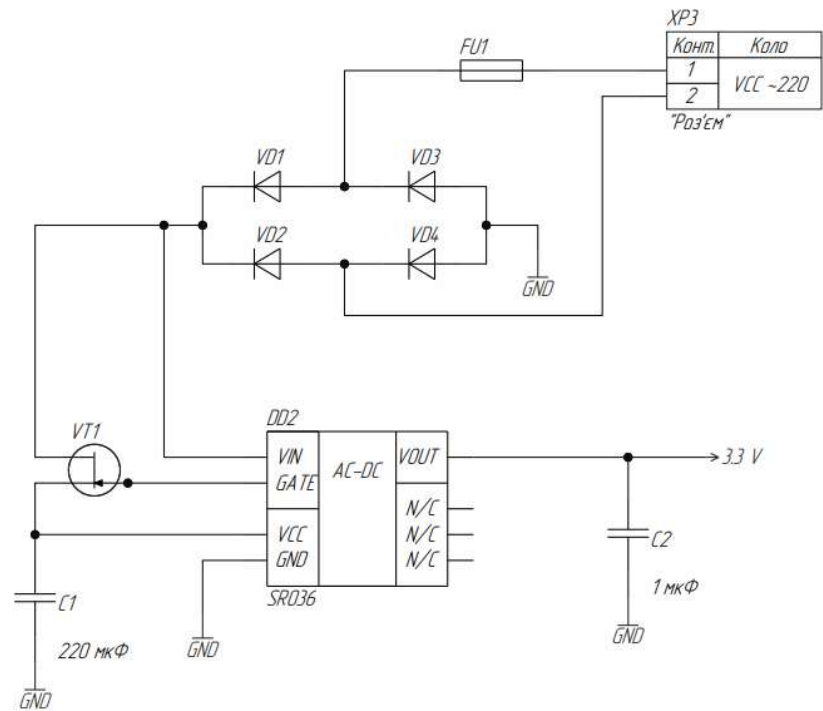 XP3
FU1
Конт. Коло
1
VCC ~220
2
"Роз'єм"
VD1 VD3
VD2 VD4
GND
DD2
VT1
VIN AC-DC VOUT 3.3 V
GATE
N/C
VCC N/C
GND N/C
C2
SR036
1 мкФ
C1
GND
GND
220 мкФ
GND